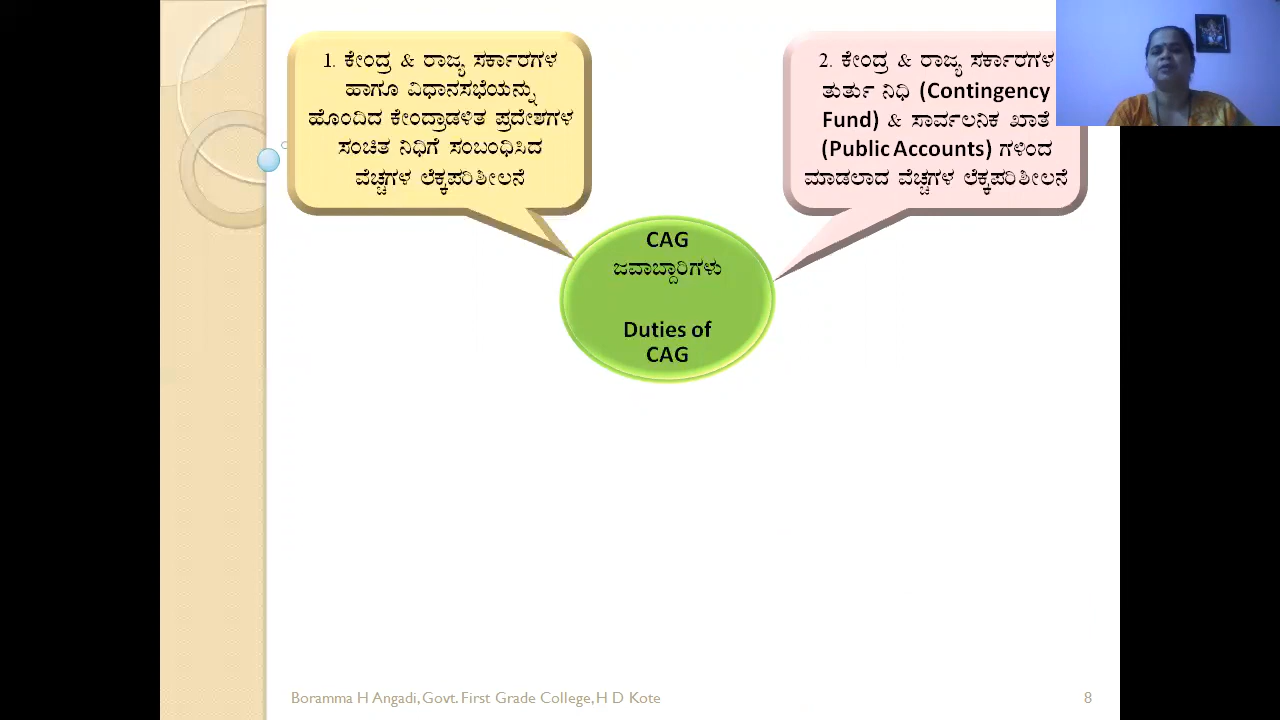 1. ಕೇಂದ್ರ & ರಾಜ್ಯ ಸರ್ಕಾರಗಳ
ಹಾಗೂ ವಿಧಾನಸಭೆಯನ್ನು
ಹೊಂದಿದ ಕೇಂದ್ರಾಡಳಿತ ಪ್ರದೇಶಗಳ
ಸಂಚಿತ ನಿಧಿಗೆ ಸಂಬಂಧಿಸಿದ
ವೆಚ್ಚಗಳ ಲೆಕ್ಕಪರಿಶೀಲನೆ
2. ಕೇಂದ್ರ & ರಾಜ್ಯ ಸರ್ಕಾರಗಳ
ತುರ್ತು ನಿಧಿ (Contingency
Fund) & ಸಾರ್ವಲನಿಕ ಖಾತೆ
(Public Accounts) ಗಳಿಂದ
ಮಾಡಲಾದ ವೆಚ್ಚಗಳ ಲೆಕ್ಕಪರಿಶೀಲನೆ
CAG
ಜವಾಬ್ದಾರಿಗಳು
Duties of
CAG
Boramma H Angadi, Govt. First Grade College, H D Kote
8